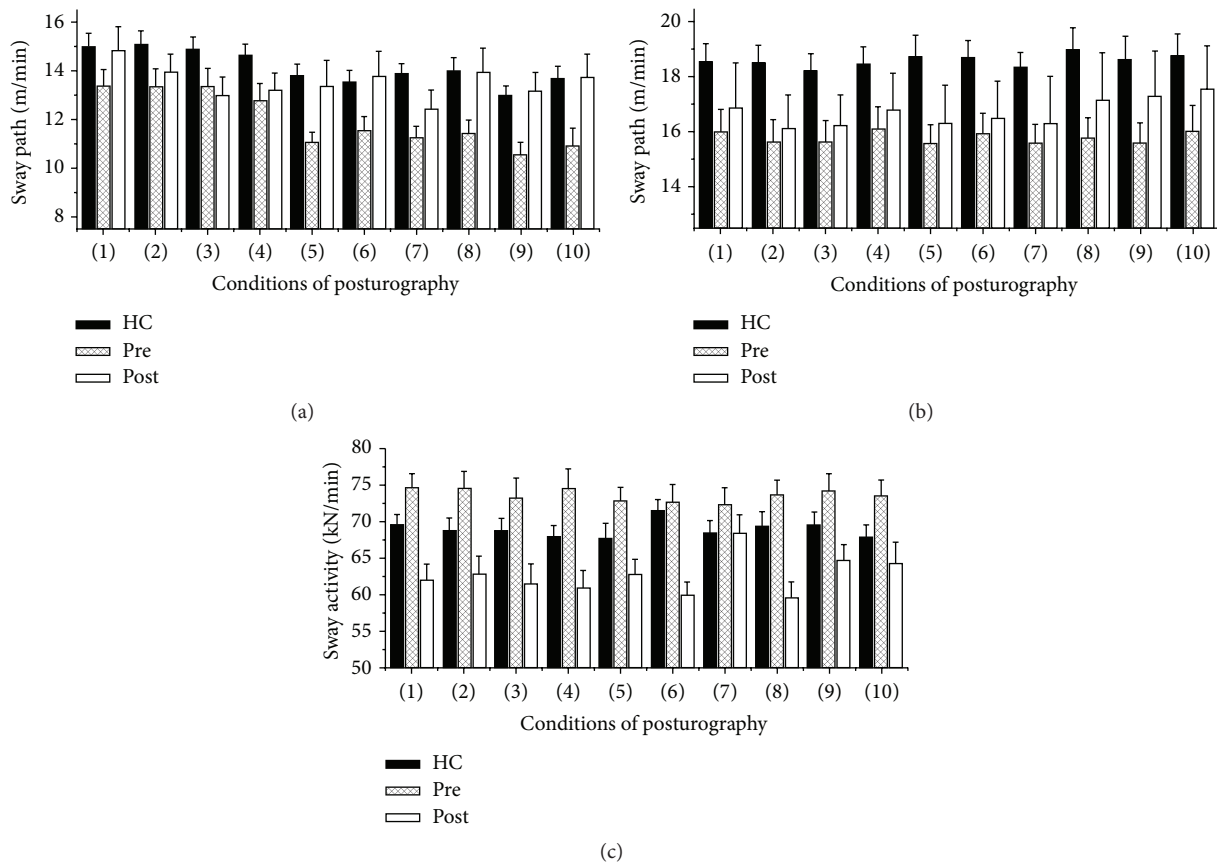 16
14
12
10
8
Sway path (m/min)
(1) (2) (3) (4) (5) (6) (7) (8) (9) (10)
Conditions of posturography
HC
Pre
Post
(a)
20
18
16
14
Sway path (m/min)
(1) (2) (3) (4) (5) (6) (7) (8) (9) (10)
Conditions of posturography
HC
Pre
Post
(b)
80
75
70
65
60
55
50
Sway activity (kN/min)
(1) (2) (3) (4) (5) (6) (7) (8) (9) (10)
Conditions of posturography
HC
Pre
Post
(c)